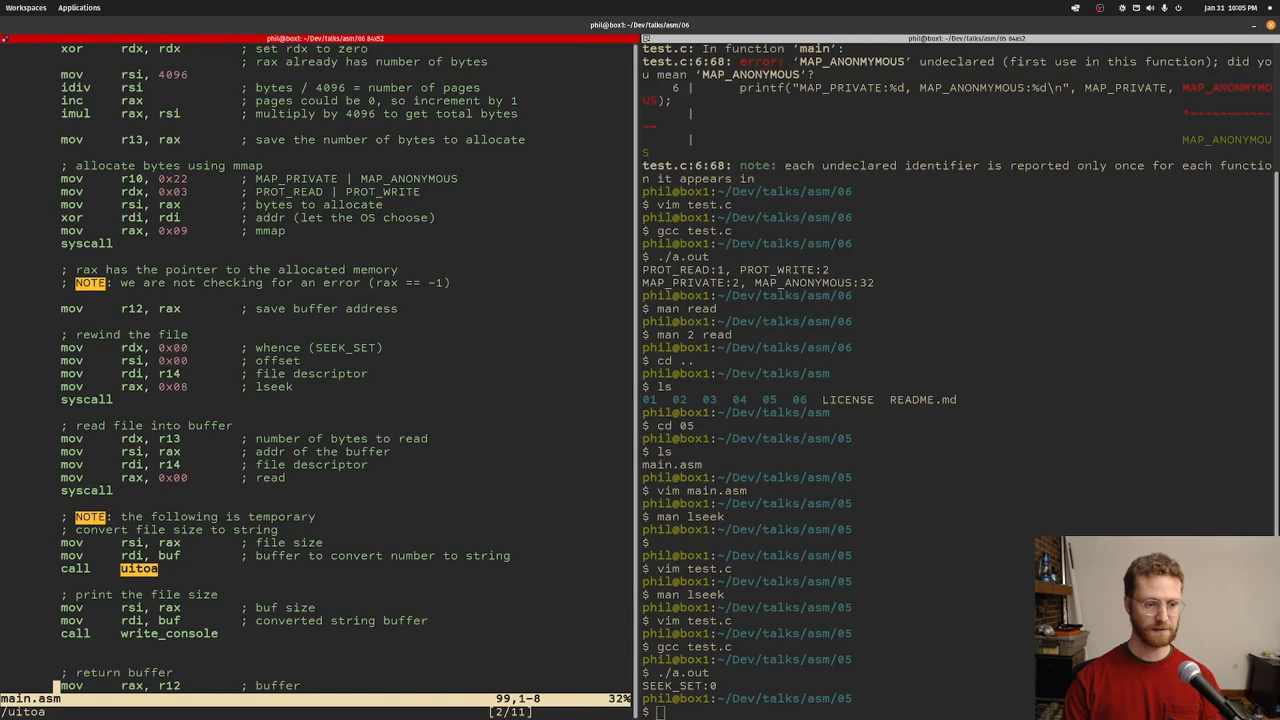 Workspaces Applications Jan 31 10:05 PM
phil@box1: ~/Dev/talks/asm/06
phil@box1: ~/Dev/talks/asm/06 84x52
xor rdx, rdx ; set rdx to zero
; rax already has number of bytes
mov rsi, 4096
idiv rsi ; bytes / 4096 = number of pages
inc rax ; pages could be 0, so increment by 1
imul rax, rsi ; multiply by 4096 to get total bytes
mov r13, rax ; save the number of bytes to allocate
; allocate bytes using mmap
mov r10, 0x22 ; MAP_PRIVATE | MAP_ANONYMOUS
mov rdx, 0x03 ; PROT_READ | PROT_WRITE
mov rsi, rax ; bytes to allocate
xor rdi, rdi ; addr (let the OS choose)
mov rax, 0x09 ; mmap
syscall
; rax has the pointer to the allocated memory
; NOTE: we are not checking for an error (rax == -1)
mov r12, rax ; save buffer address
; rewind the file
mov rdx, 0x00 ; whence (SEEK_SET)
mov rsi, 0x00 ; offset
mov rdi, r14 ; file descriptor
mov rax, 0x08 ; lseek
syscall
; read file into buffer
mov rdx, r13 ; number of bytes to read
mov rsi, rax ; addr of the buffer
mov rdi, r14 ; file descriptor
mov rax, 0x00 ; read
syscall
; NOTE: the following is temporary
; convert file size to string
mov rsi, rax ; file size
mov rdi, buf ; buffer to convert number to string
call uitoa
; print the file size
mov rsi, rax ; buf size
mov rdi, buf ; converted string buffer
call write_console
; return buffer
mov rax, r12 ; buffer
main.asm 99,1-8 32%
/uitoa [2/11]
phil@box1: ~/Dev/talks/asm/05 84x52
test.c: In function ‘main’:
test.c:6:68: error: ‘MAP_ANONMYMOUS’ undeclared (first use in this function); did yo
u mean ‘MAP_ANONYMOUS’?
6 | printf("MAP_PRIVATE:%d, MAP_ANONMYMOUS:%d\n", MAP_PRIVATE, MAP_ANONMYMO
US);
| ^~~~~~~~~~~~
~~
| MAP_ANONYMOU
S
test.c:6:68: note: each undeclared identifier is reported only once for each functio
n it appears in
phil@box1:~/Dev/talks/asm/06
$ vim test.c
phil@box1:~/Dev/talks/asm/06
$ gcc test.c
phil@box1:~/Dev/talks/asm/06
$ ./a.out
PROT_READ:1, PROT_WRITE:2
MAP_PRIVATE:2, MAP_ANONYMOUS:32
phil@box1:~/Dev/talks/asm/06
$ man read
phil@box1:~/Dev/talks/asm/06
$ man 2 read
phil@box1:~/Dev/talks/asm/06
$ cd ..
phil@box1:~/Dev/talks/asm
$ ls
01 02 03 04 05 06 LICENSE README.md
phil@box1:~/Dev/talks/asm
$ cd 05
phil@box1:~/Dev/talks/asm/05
$ ls
main.asm
phil@box1:~/Dev/talks/asm/05
$ vim main.asm
phil@box1:~/Dev/talks/asm/05
$ man lseek
phil@box1:~/Dev/talks/asm/05
$
phil@box1:~/Dev/talks/asm/05
$ vim test.c
phil@box1:~/Dev/talks/asm/05
$ man lseek
phil@box1:~/Dev/talks/asm/05
$ vim test.c
phil@box1:~/Dev/talks/asm/05
$ gcc test.c
phil@box1:~/Dev/talks/asm/05
$ ./a.out
SEEK_SET:0
phil@box1:~/Dev/talks/asm/05
$